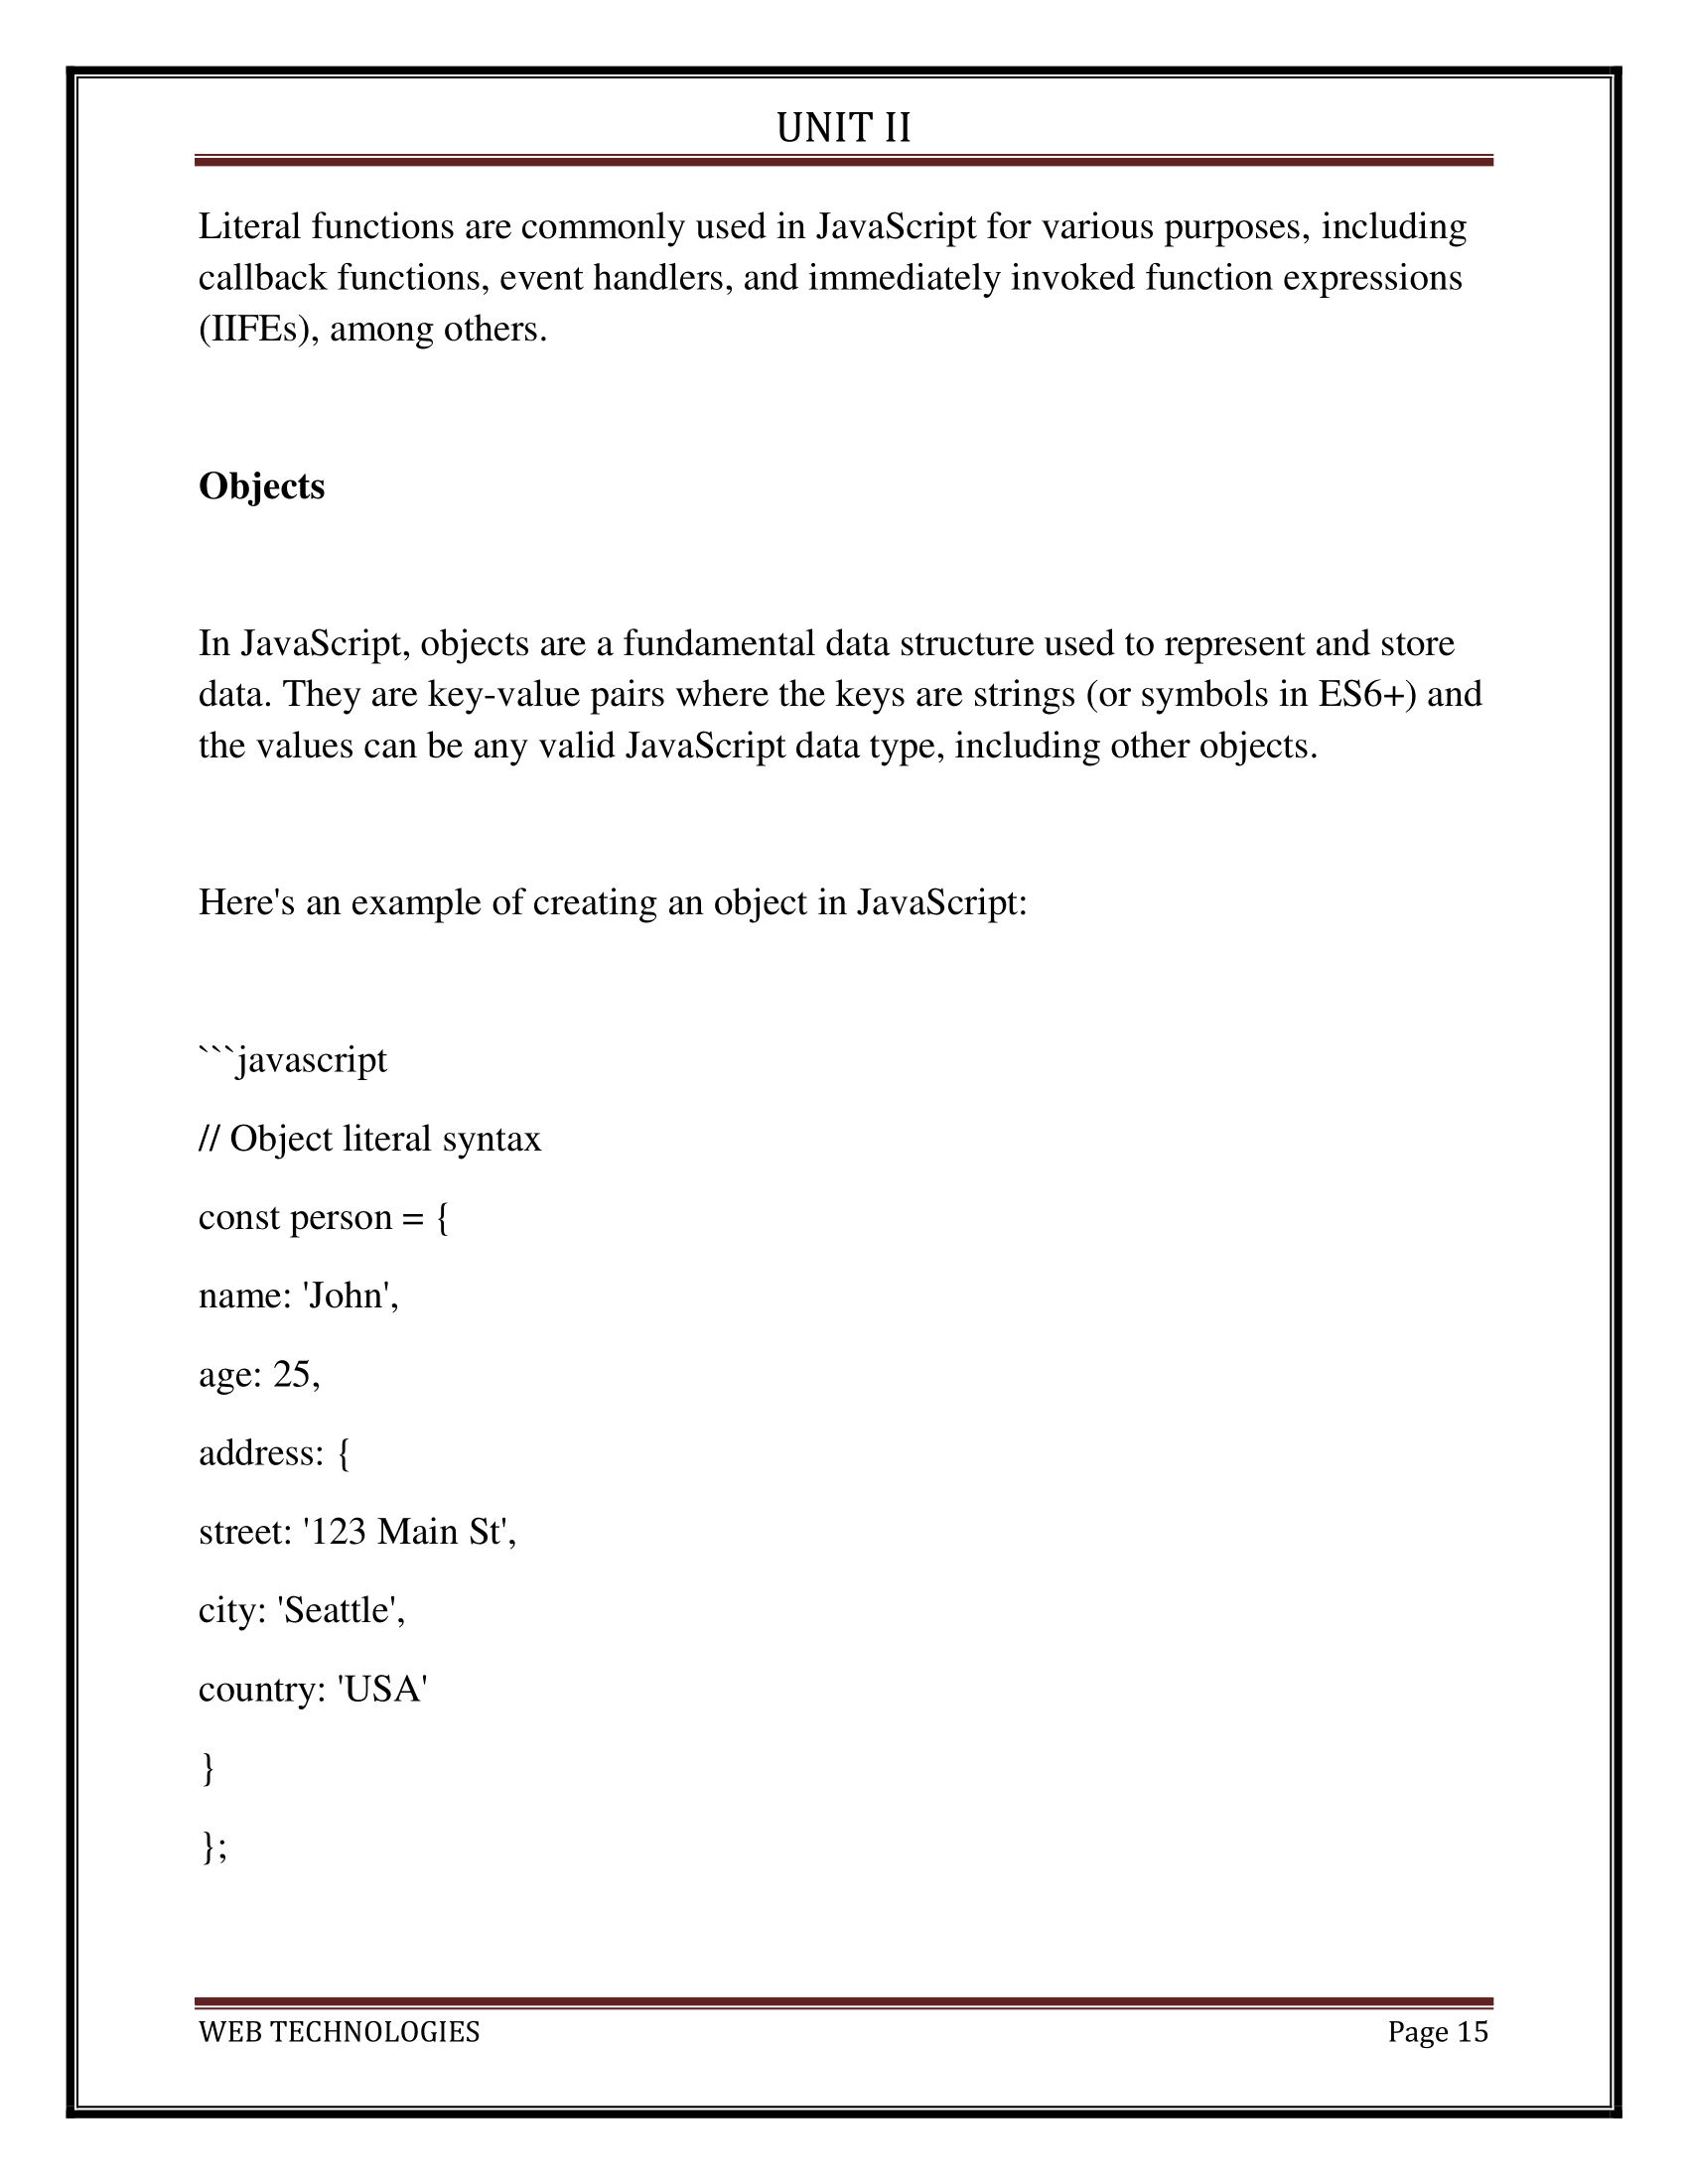 UNIT II
Literal functions are commonly used in JavaScript for various purposes, including
callback functions, event handlers, and immediately invoked function expressions
(IIFEs), among others.
Objects
In JavaScript, objects are a fundamental data structure used to represent and store
data. They are key-value pairs where the keys are strings (or symbols in ES6+) and
the values can be any valid JavaScript data type, including other objects.
Here's an example of creating an object in JavaScript:
```javascript
// Object literal syntax
const person = {
name: 'John',
age: 25,
address: {
street: '123 Main St',
city: 'Seattle',
country: 'USA'
}
};
WEB TECHNOLOGIES Page 15